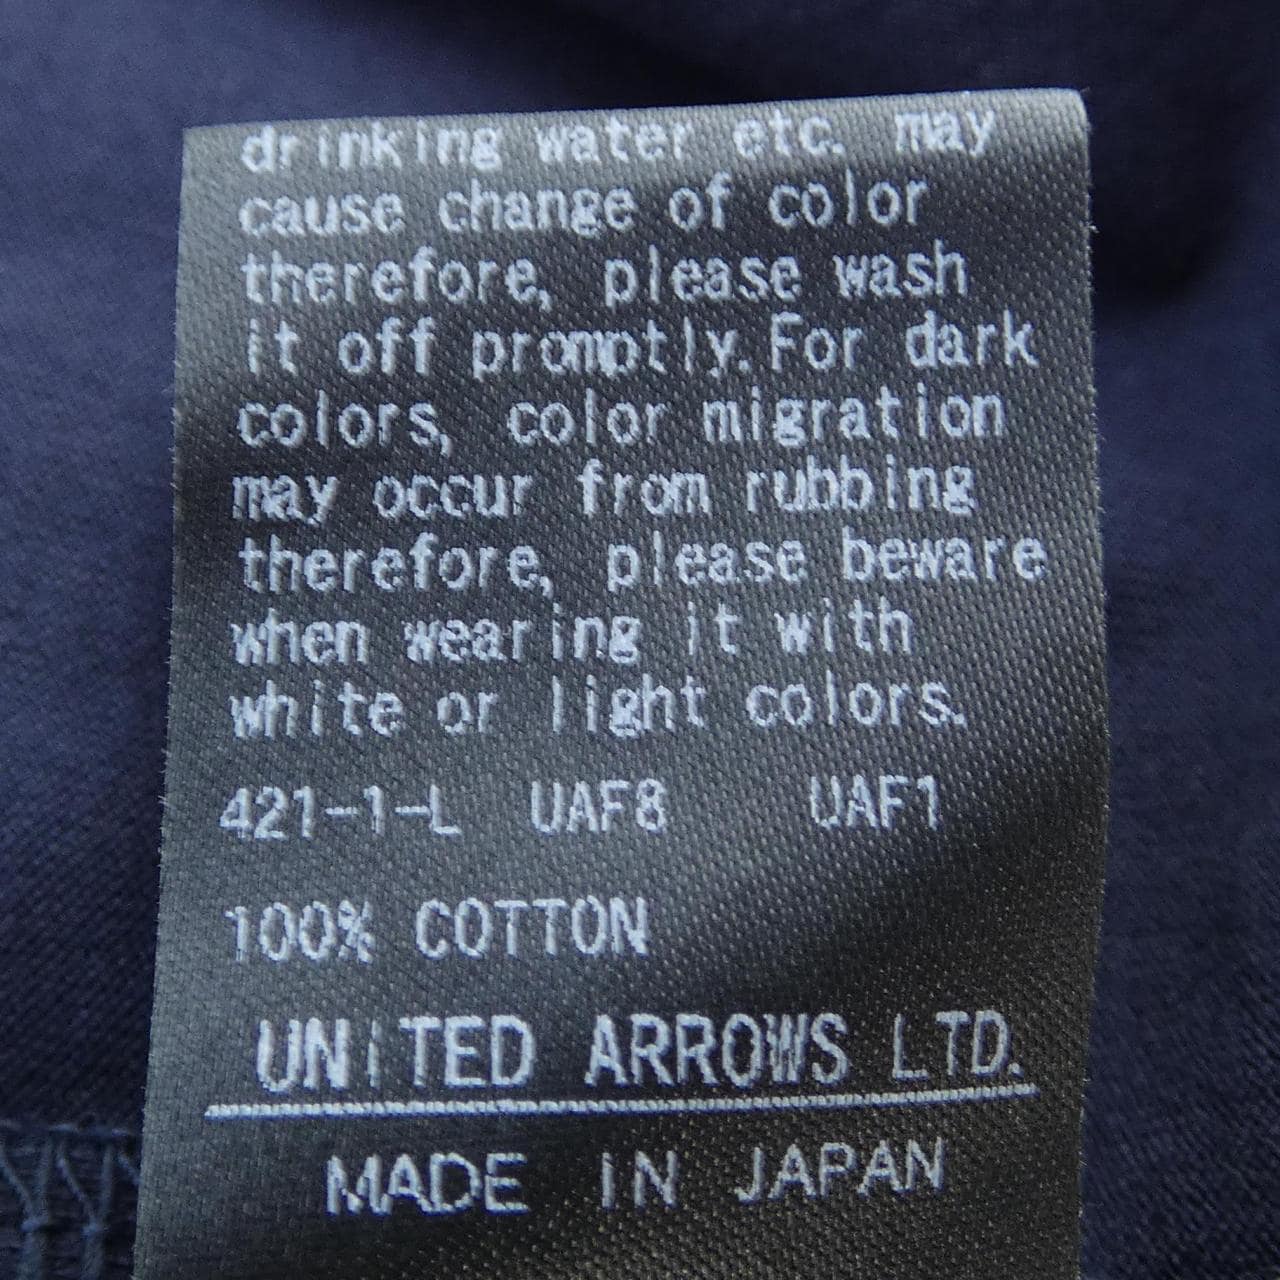 drinking water etc. may
cause change of color
therefore, please wash
it off promptly. For dark
colors, color migration
may occur from rubbing
therefore, please beware
when wearing it with
white or light colors.
421-1-L UAF8 UAF1
100% COTTON
UNITED ARROWS LTD.
MADE IN JAPAN